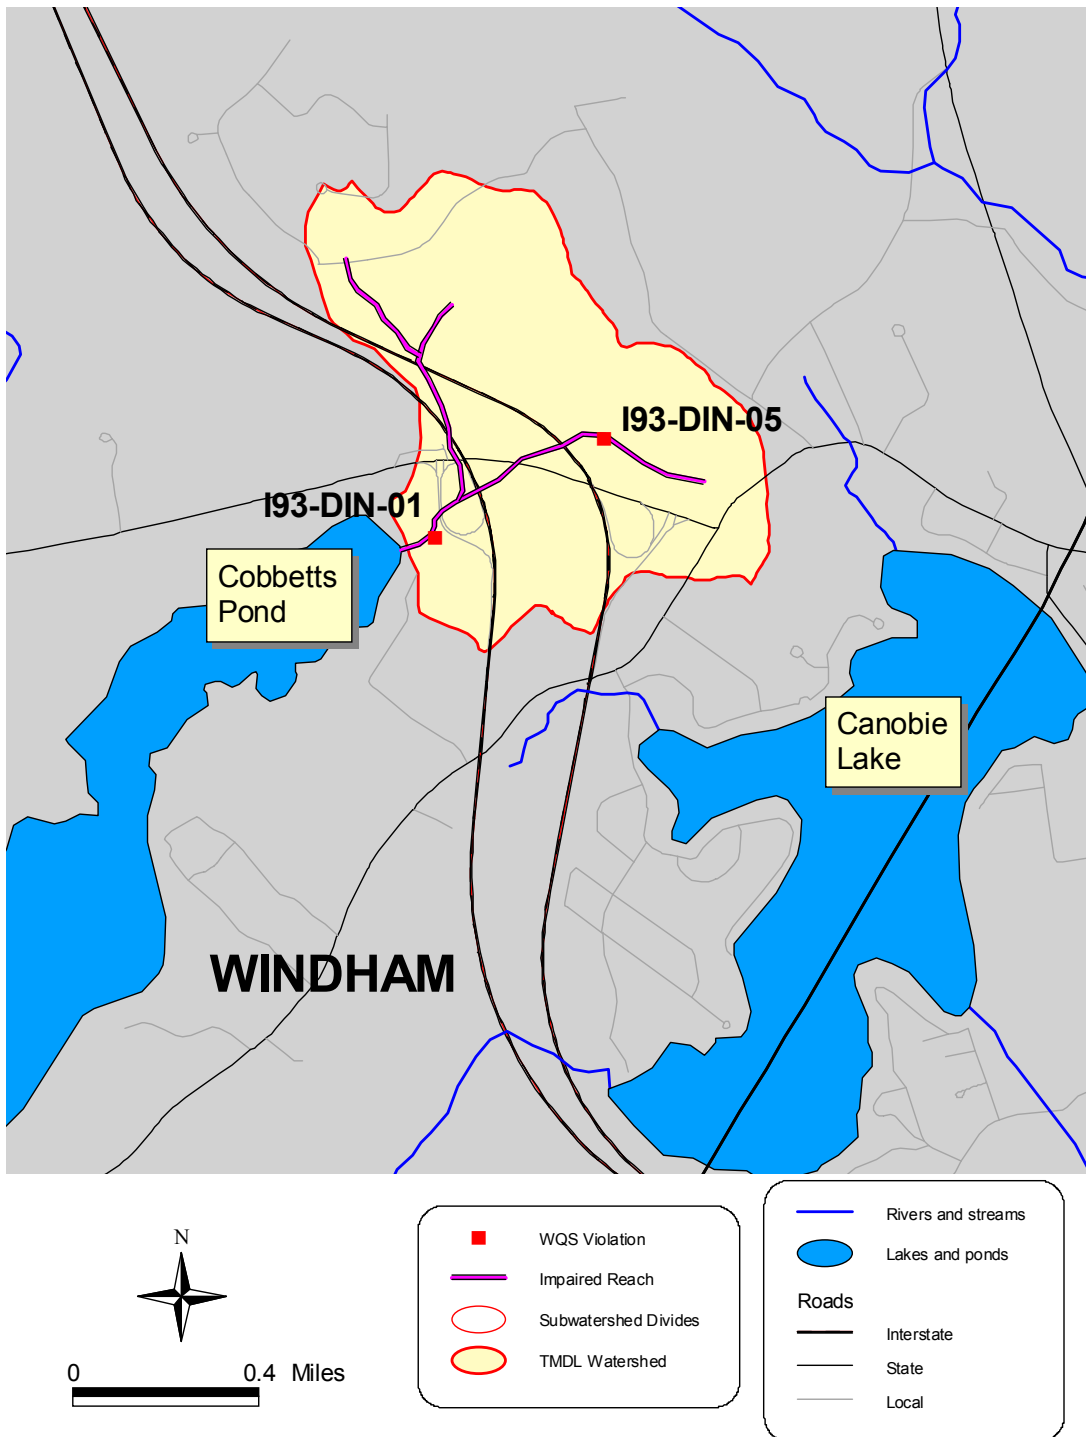 I93-DIN-05
I93-DIN-01
Cobbetts
Pond
Canobie
Lake
WINDHAM
N
0 0.4 Miles
WQS Violation
Impaired Reach
Subwatershed Divides
TMDL Watershed
Rivers and streams
Lakes and ponds
Roads
Interstate
State
Local